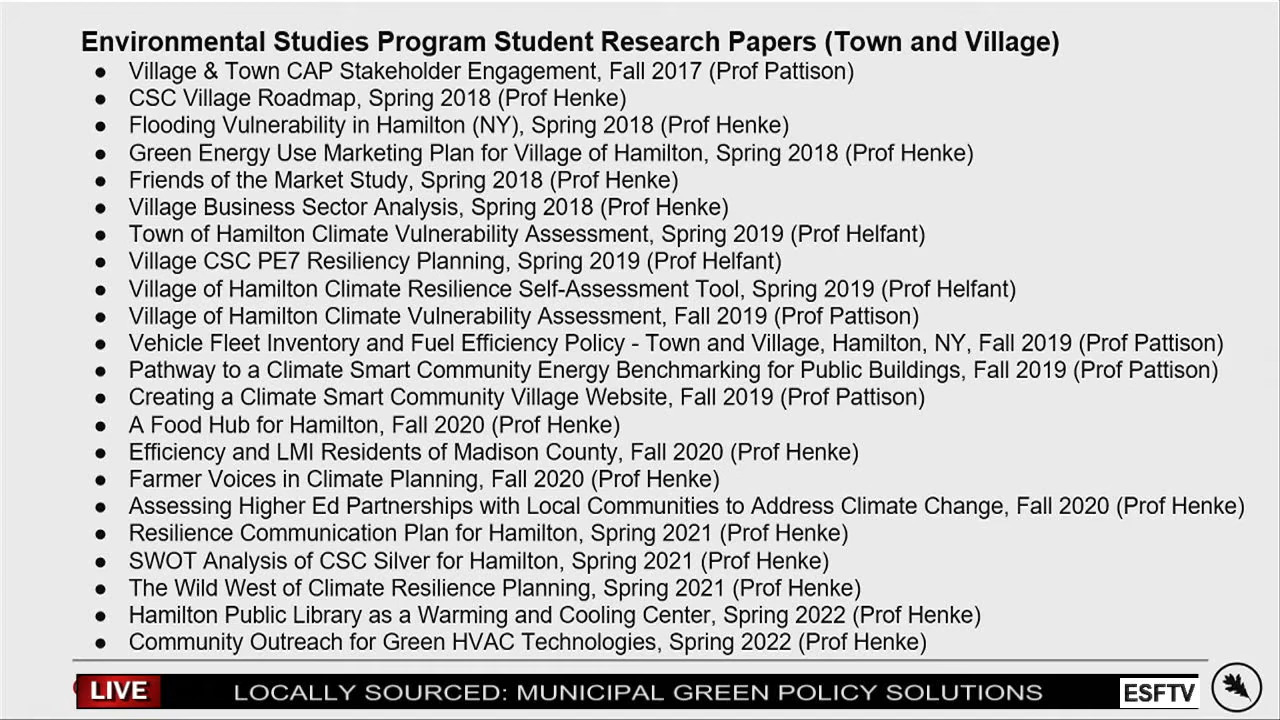 Environmental Studies Program Student Research Papers (Town and Village)
● Village & Town CAP Stakeholder Engagement, Fall 2017 (Prof Pattison)
● CSC Village Roadmap, Spring 2018 (Prof Henke)
● Flooding Vulnerability in Hamilton (NY), Spring 2018 (Prof Henke)
● Green Energy Use Marketing Plan for Village of Hamilton, Spring 2018 (Prof Henke)
● Friends of the Market Study, Spring 2018 (Prof Henke)
● Village Business Sector Analysis, Spring 2018 (Prof Henke)
● Town of Hamilton Climate Vulnerability Assessment, Spring 2019 (Prof Helfant)
● Village CSC PE7 Resiliency Planning, Spring 2019 (Prof Helfant)
● Village of Hamilton Climate Resilience Self-Assessment Tool, Spring 2019 (Prof Helfant)
● Village of Hamilton Climate Vulnerability Assessment, Fall 2019 (Prof Pattison)
● Vehicle Fleet Inventory and Fuel Efficiency Policy - Town and Village, Hamilton, NY, Fall 2019 (Prof Pattison)
● Pathway to a Climate Smart Community Energy Benchmarking for Public Buildings, Fall 2019 (Prof Pattison)
● Creating a Climate Smart Community Village Website, Fall 2019 (Prof Pattison)
● A Food Hub for Hamilton, Fall 2020 (Prof Henke)
● Efficiency and LMI Residents of Madison County, Fall 2020 (Prof Henke)
● Farmer Voices in Climate Planning, Fall 2020 (Prof Henke)
● Assessing Higher Ed Partnerships with Local Communities to Address Climate Change, Fall 2020 (Prof Henke)
● Resilience Communication Plan for Hamilton, Spring 2021 (Prof Henke)
● SWOT Analysis of CSC Silver for Hamilton, Spring 2021 (Prof Henke)
● The Wild West of Climate Resilience Planning, Spring 2021 (Prof Henke)
● Hamilton Public Library as a Warming and Cooling Center, Spring 2022 (Prof Henke)
● Community Outreach for Green HVAC Technologies, Spring 2022 (Prof Henke)
LIVE LOCALLY SOURCED: MUNICIPAL GREEN POLICY SOLUTIONS ESFTV